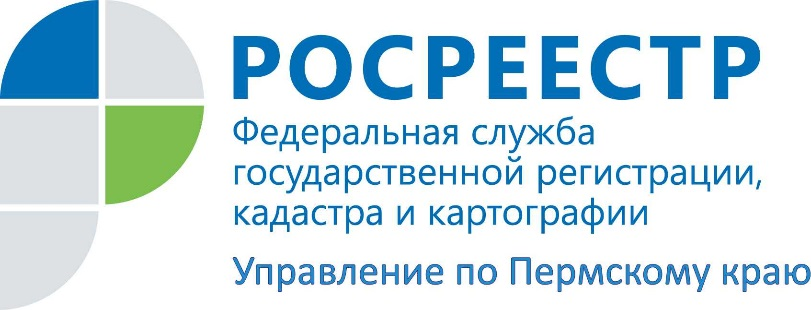 РОСРЕЕСТР
Федеральная служба
государственной регистрации,
кадастра и картографии
Управление по Пермскому краю